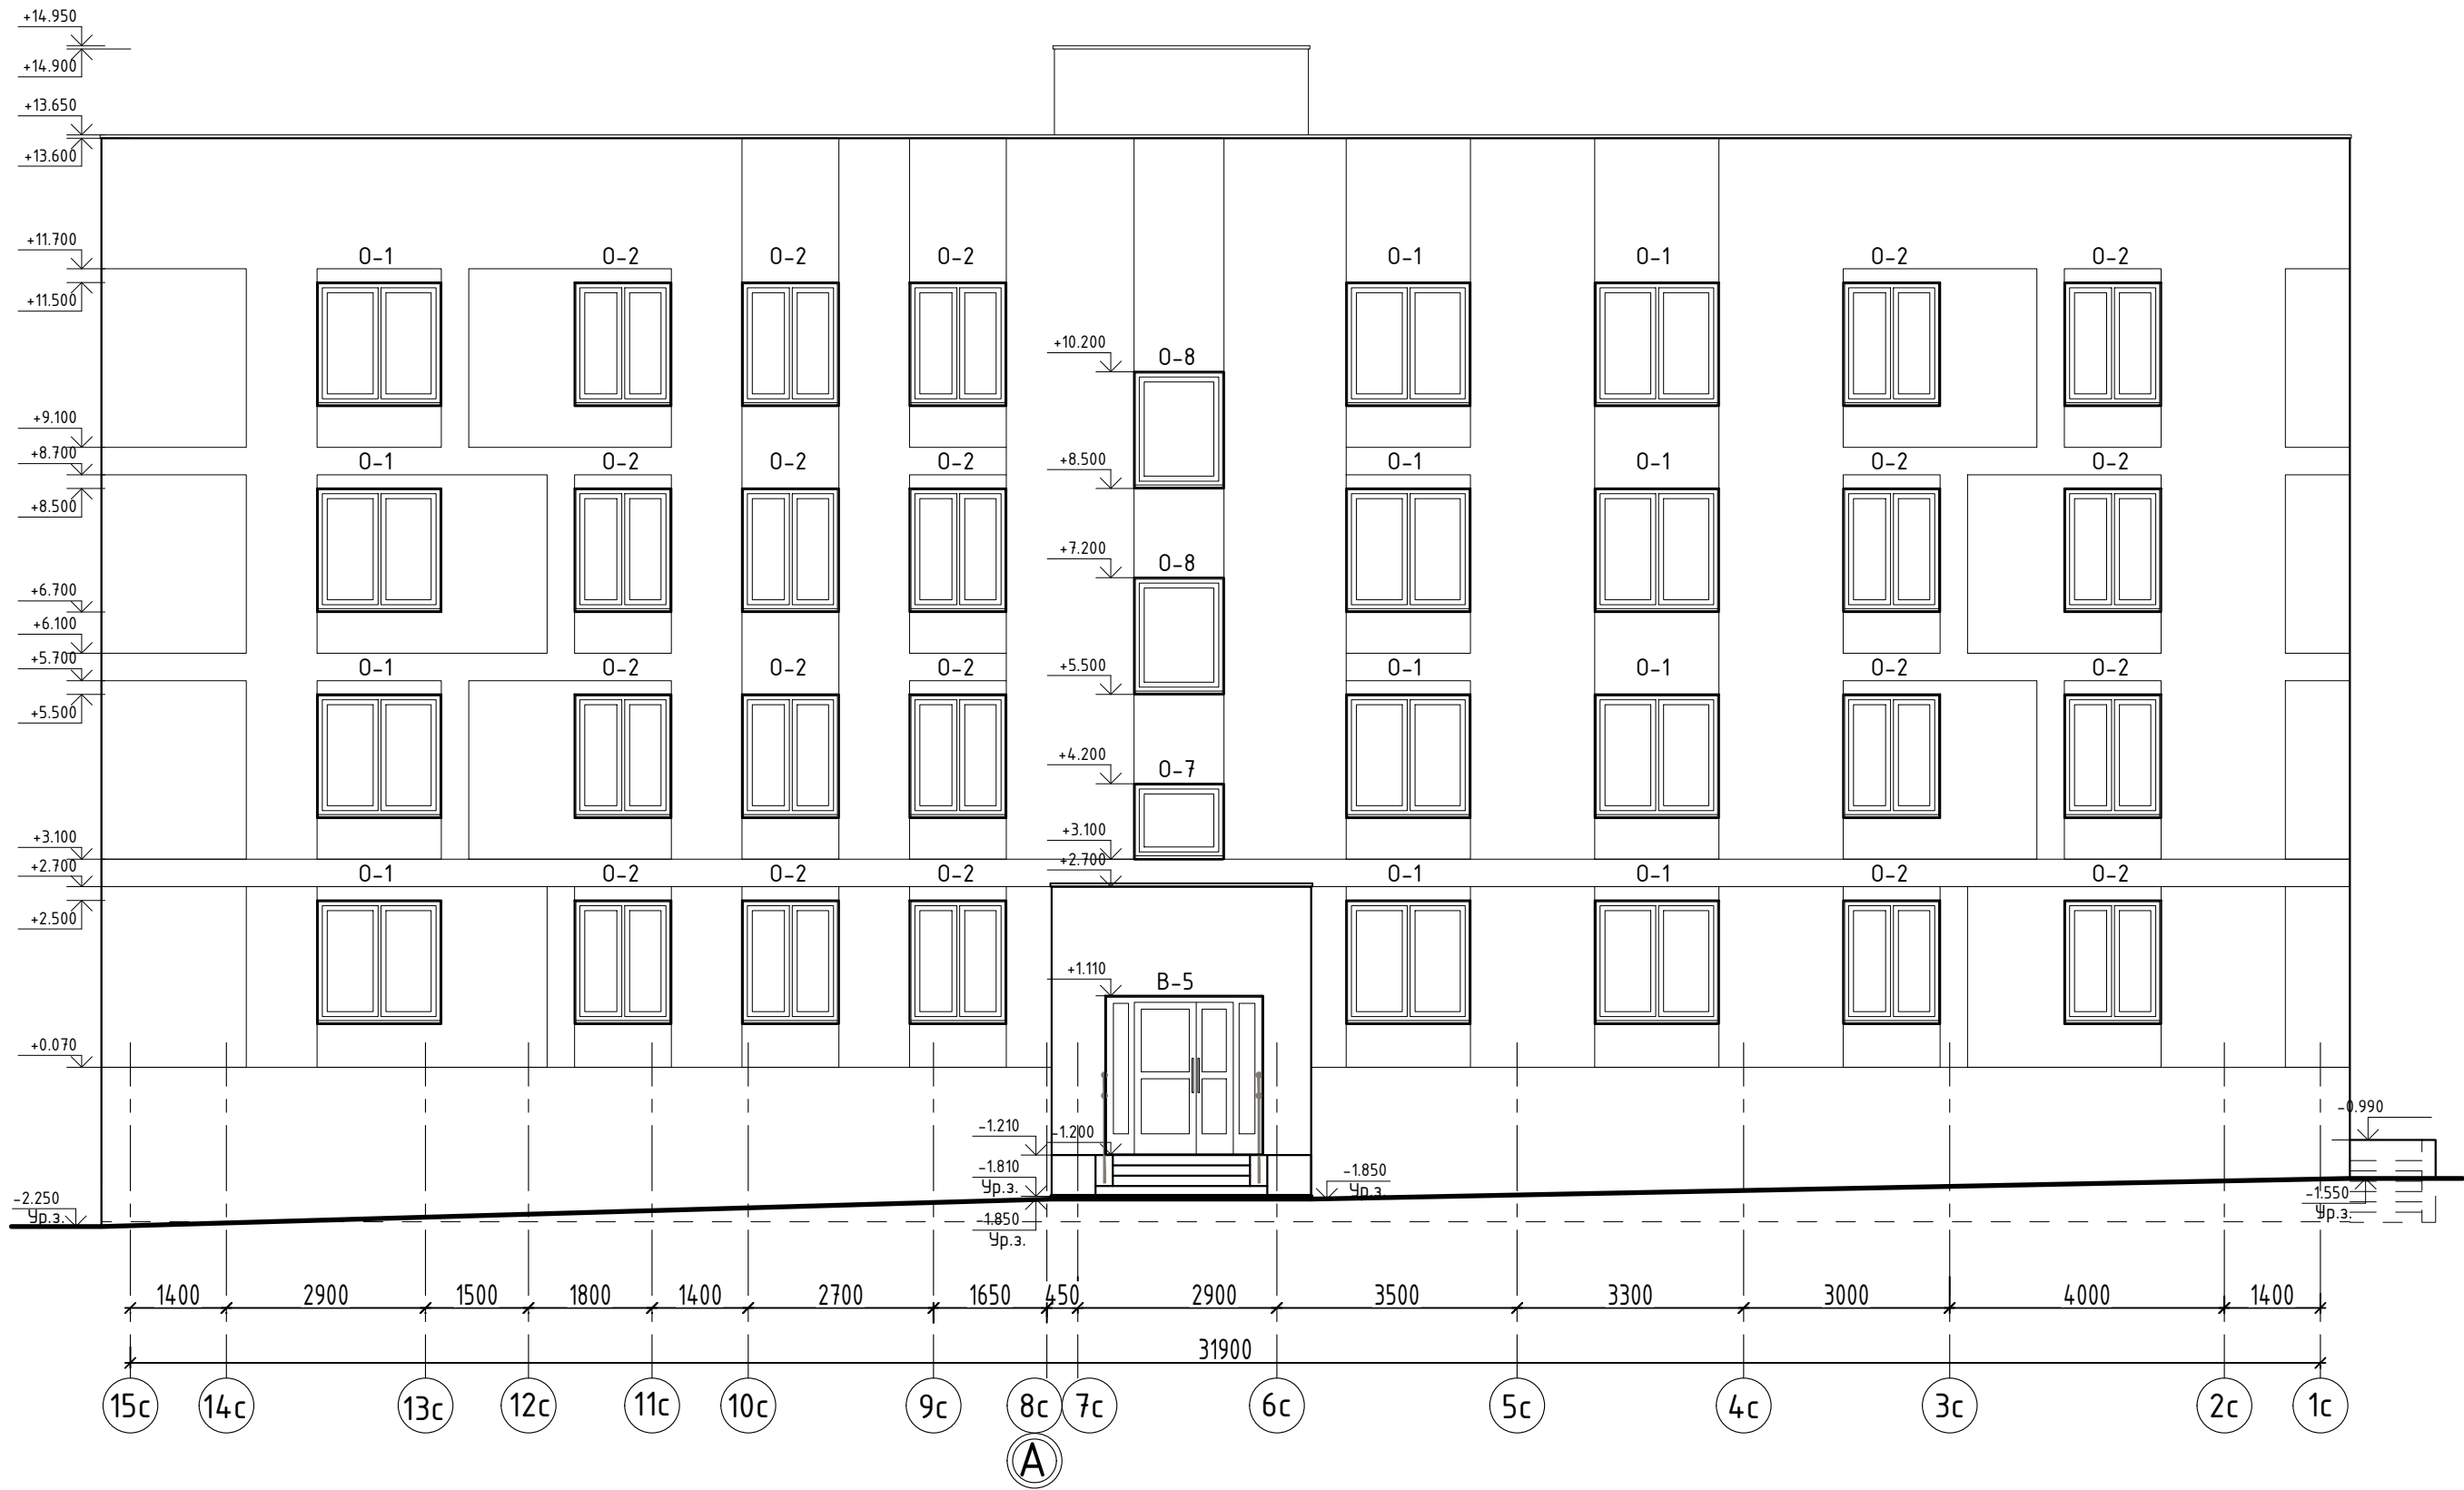 +14.950
+14.900
+13.650
+13.600
+11.700
О-1 О-2 О-2 О-2 О-1 О-1 О-2 О-2
+11.500
+10.200 О-8
+9.100
+8.700
О-1 О-2 О-2 О-2 +8.500 О-1 О-1 О-2 О-2
+8.500
+7.200 О-8
+6.700
+6.100
+5.700
О-1 О-2 О-2 О-2 +5.500 О-1 О-1 О-2 О-2
+5.500
+4.200 О-7
+3.100 +3.100
+2.700 +2.700
О-1 О-2 О-2 О-2 О-1 О-1 О-2 О-2
+2.500
+1.110 В-5
+0.070
-0.990
-1.210 -1.200
-1.810 -1.850
Ур.з. Ур.з.
-2.250 -1.550
Ур.з. Ур.з.
-1.850
Ур.з.
1400 2900 1500 1800 1400 2700 1650 450 2900 3500 3300 3000 4000 1400
31900
15с 14с 13с 12с 11с 10с 9с 8с 7с 6с 5с 4с 3с 2с 1с
А